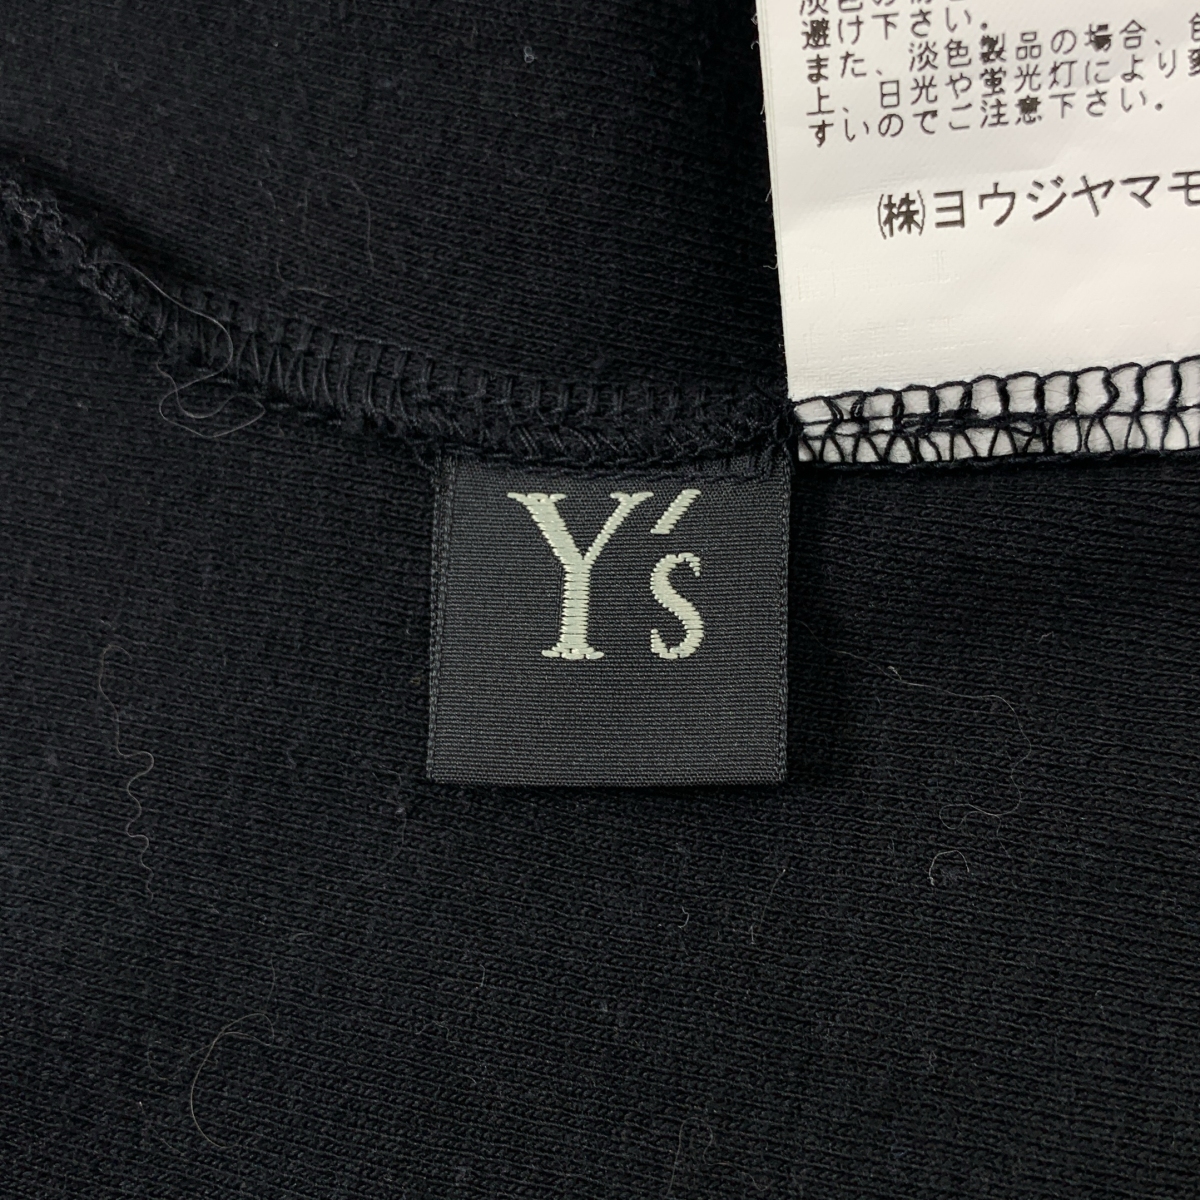 避け下さい。
また、淡色製品の場合、
上、日光や蛍光灯により
すいのでご注意下さい。
㈱ヨウジヤマモ
Y's